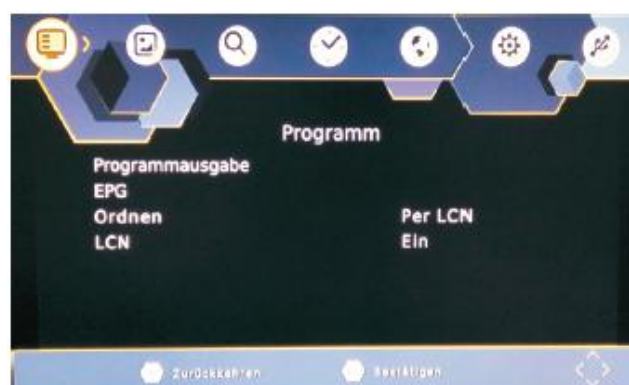 Programm
Programmausgabe
EPG
Ordnen Per LCN
LCN Ein
Zurückkehren Bestätigen